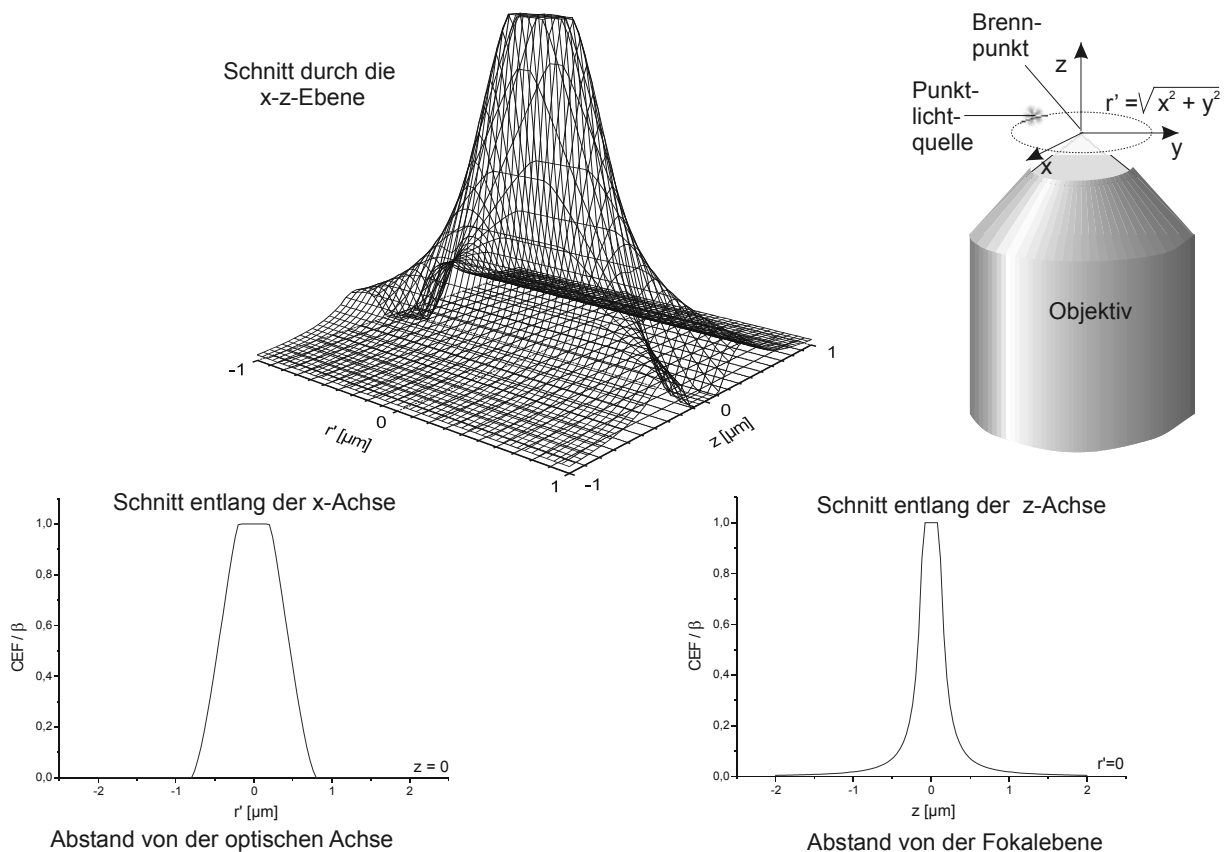 Schnitt durch die
x-z-Ebene
-1
0
1
r' [µm]
-1
0
1
z [µm]
Brenn-
punkt
Punkt-
licht-
quelle
z
r' = √x² + y²
y
x
Objektiv
Schnitt entlang der x-Achse
1,0
0,8
0,6
0,4
0,2
0,0
CEF / β
z = 0
-2 -1 0 1 2
r' [µm]
Abstand von der optischen Achse
Schnitt entlang der z-Achse
1,0
0,8
0,6
0,4
0,2
0,0
CEF / β
r'=0
-2 -1 0 1 2
z [µm]
Abstand von der Fokalebene